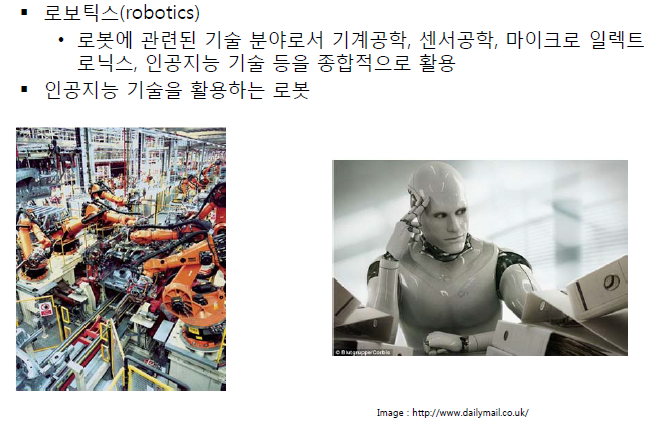 ▪ 로보틱스(robotics)
• 로봇에 관련된 기술 분야로서 기계공학, 센서공학, 마이크로 일렉트
로닉스, 인공지능 기술 등을 종합적으로 활용
▪ 인공지능 기술을 활용하는 로봇
© Blutgruppe/Corbis
Image : http://www.dailymail.co.uk/